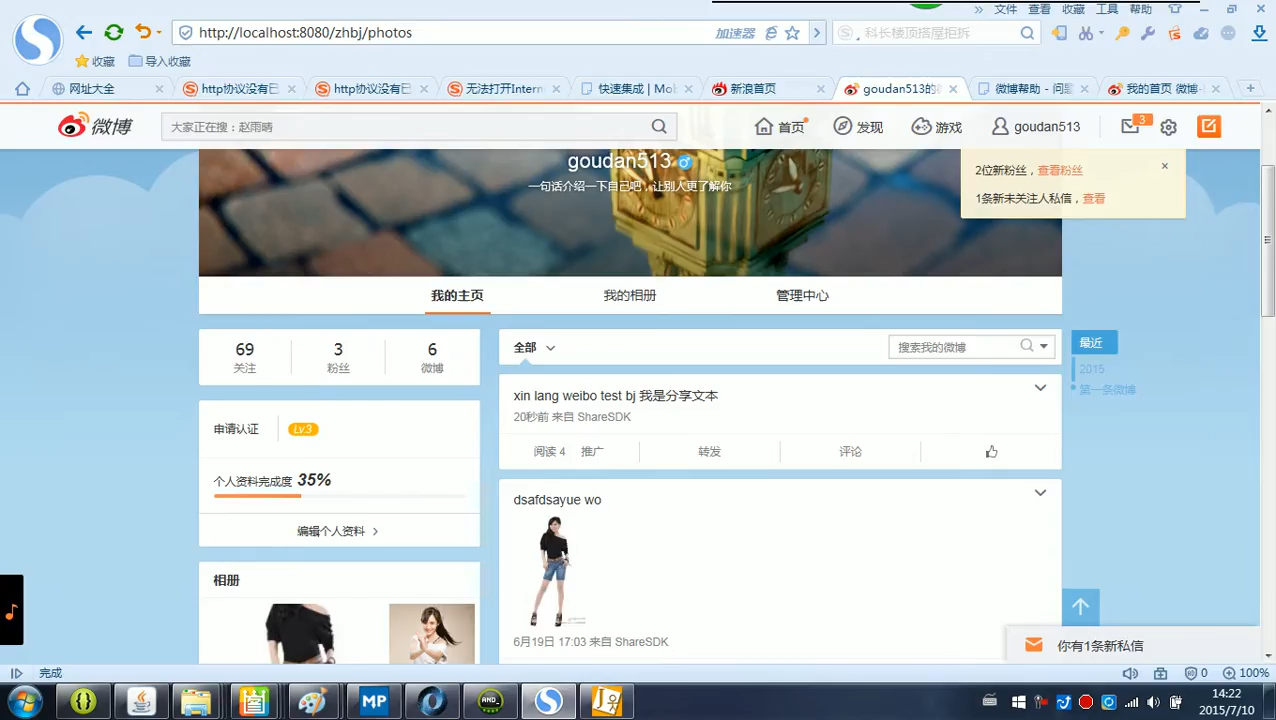 » 文件 查看 收藏 工具 帮助
http://localhost:8080/zhbj/photos
加速器
科长楼顶搭屋拒拆
收藏 导入收藏
网址大全
http协议没有已
http协议没有已
无法打开Intern
快速集成 | Mob
新浪首页
goudan513的
微博帮助 - 问题
我的首页 微博-
微博
大家正在搜：赵雨晴
首页 发现 游戏 goudan513 3
goudan513
一句话介绍一下自己吧，让别人更了解你
2位新粉丝，查看粉丝
1条新未关注人私信，查看
我的主页 我的相册 管理中心
69 3 6
关注 粉丝 微博
全部
搜索我的微博
最近
2015
第一条微博
xin lang weibo test bj 我是分享文本
20秒前 来自 ShareSDK
阅读 4 推广 转发 评论
申请认证 Lv.3
个人资料完成度 35%
编辑个人资料 >
dsafdsayue wo
6月19日 17:03 来自 ShareSDK
相册
你有1条新私信
完成
0
100%
MP
AND_
14:22
2015/7/10